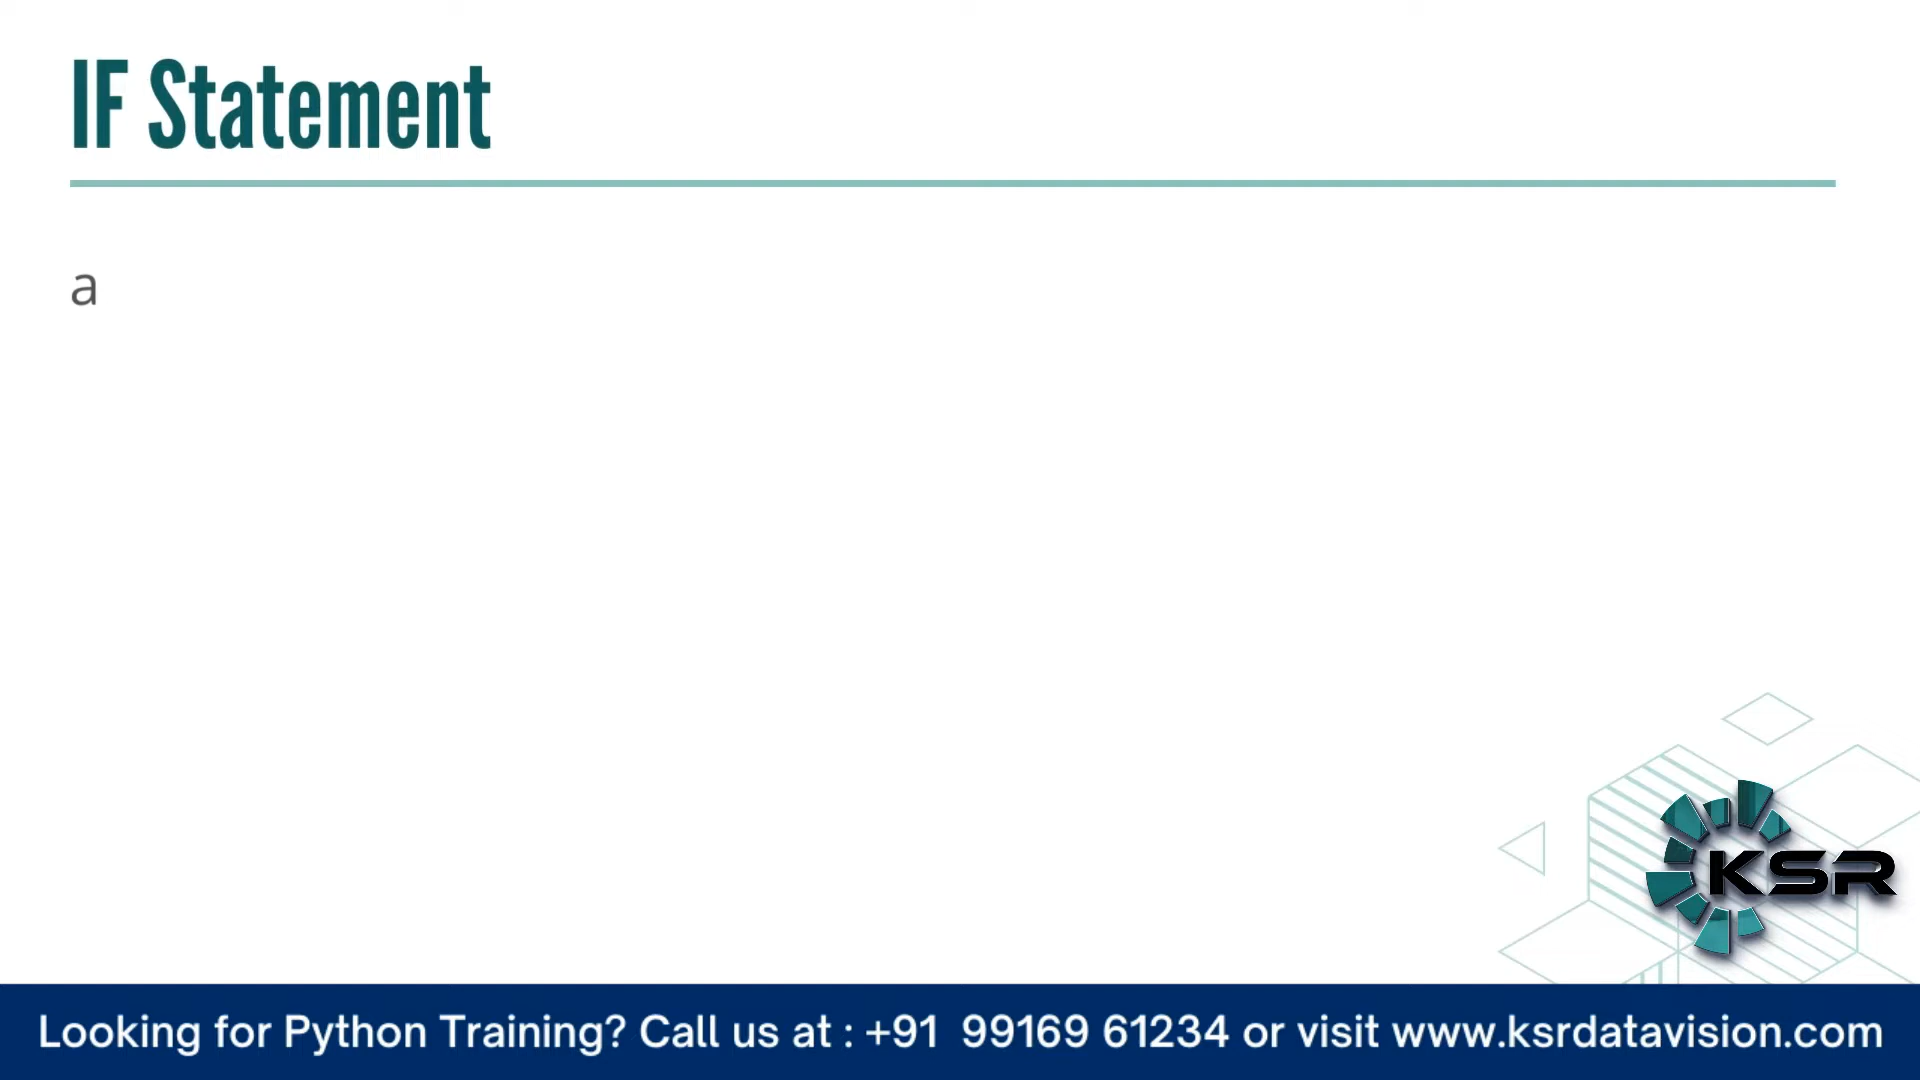 IF Statement
a
KSR
Looking for Python Training? Call us at : +91  99169 61234 or visit www.ksrdatavision.com